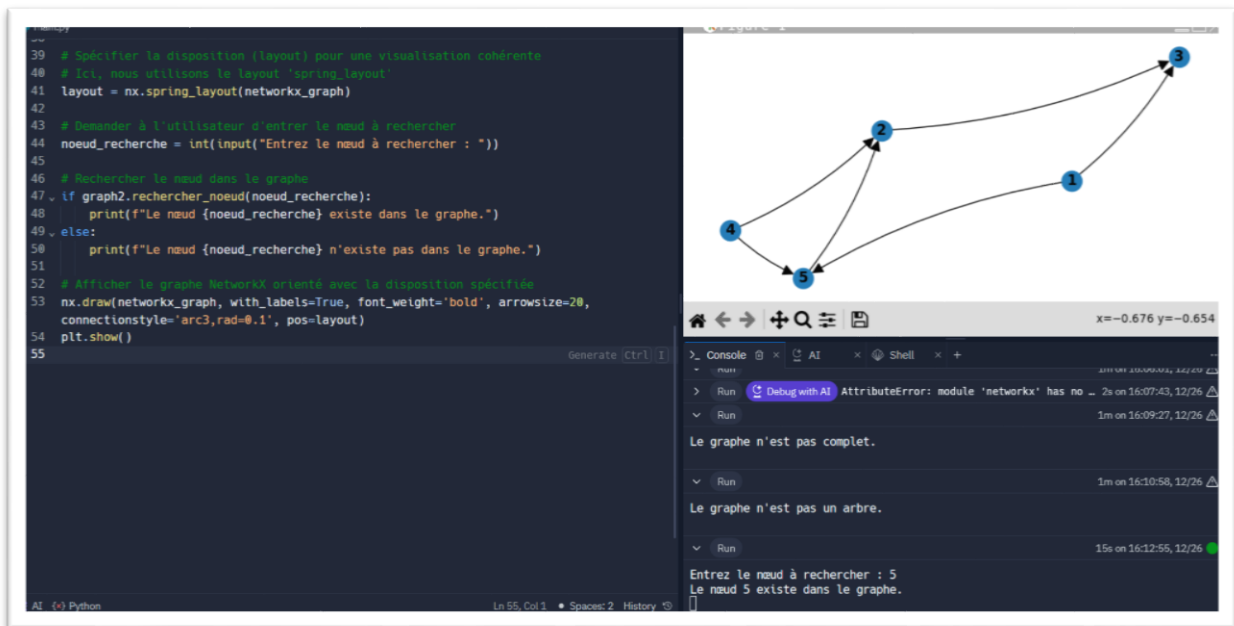 39 # Spécifier la disposition (layout) pour une visualisation cohérente
40 # Ici, nous utilisons le layout 'spring_layout'
41 layout = nx.spring_layout(networkx_graph)
42
43 # Demander à l'utilisateur d'entrer le nœud à rechercher
44 noeud_recherche = int(input("Entrez le nœud à rechercher : "))
45
46 # Rechercher le nœud dans le graphe
47 if graph2.rechercher_noeud(noeud_recherche):
48 print(f"Le nœud {noeud_recherche} existe dans le graphe.")
49 else:
50 print(f"Le nœud {noeud_recherche} n'existe pas dans le graphe.")
51
52 # Afficher le graphe NetworkX orienté avec la disposition spécifiée
53 nx.draw(networkx_graph, with_labels=True, font_weight='bold', arrowsize=20,
connectionstyle='arc3,rad=0.1', pos=layout)
54 plt.show()
55
Generate Ctrl I
AI Python
Ln 55, Col 1 • Spaces: 2 History
3
2
1
4
5
x=−0.676 y=−0.654
Console AI Shell
Run
Run Debug with AI AttributeError: module 'networkx' has no … 2s on 16:07:43, 12/26
Run 1m on 16:09:27, 12/26
Le graphe n'est pas complet.
Run 1m on 16:10:58, 12/26
Le graphe n'est pas un arbre.
Run 15s on 16:12:55, 12/26
Entrez le nœud à rechercher : 5
Le nœud 5 existe dans le graphe.